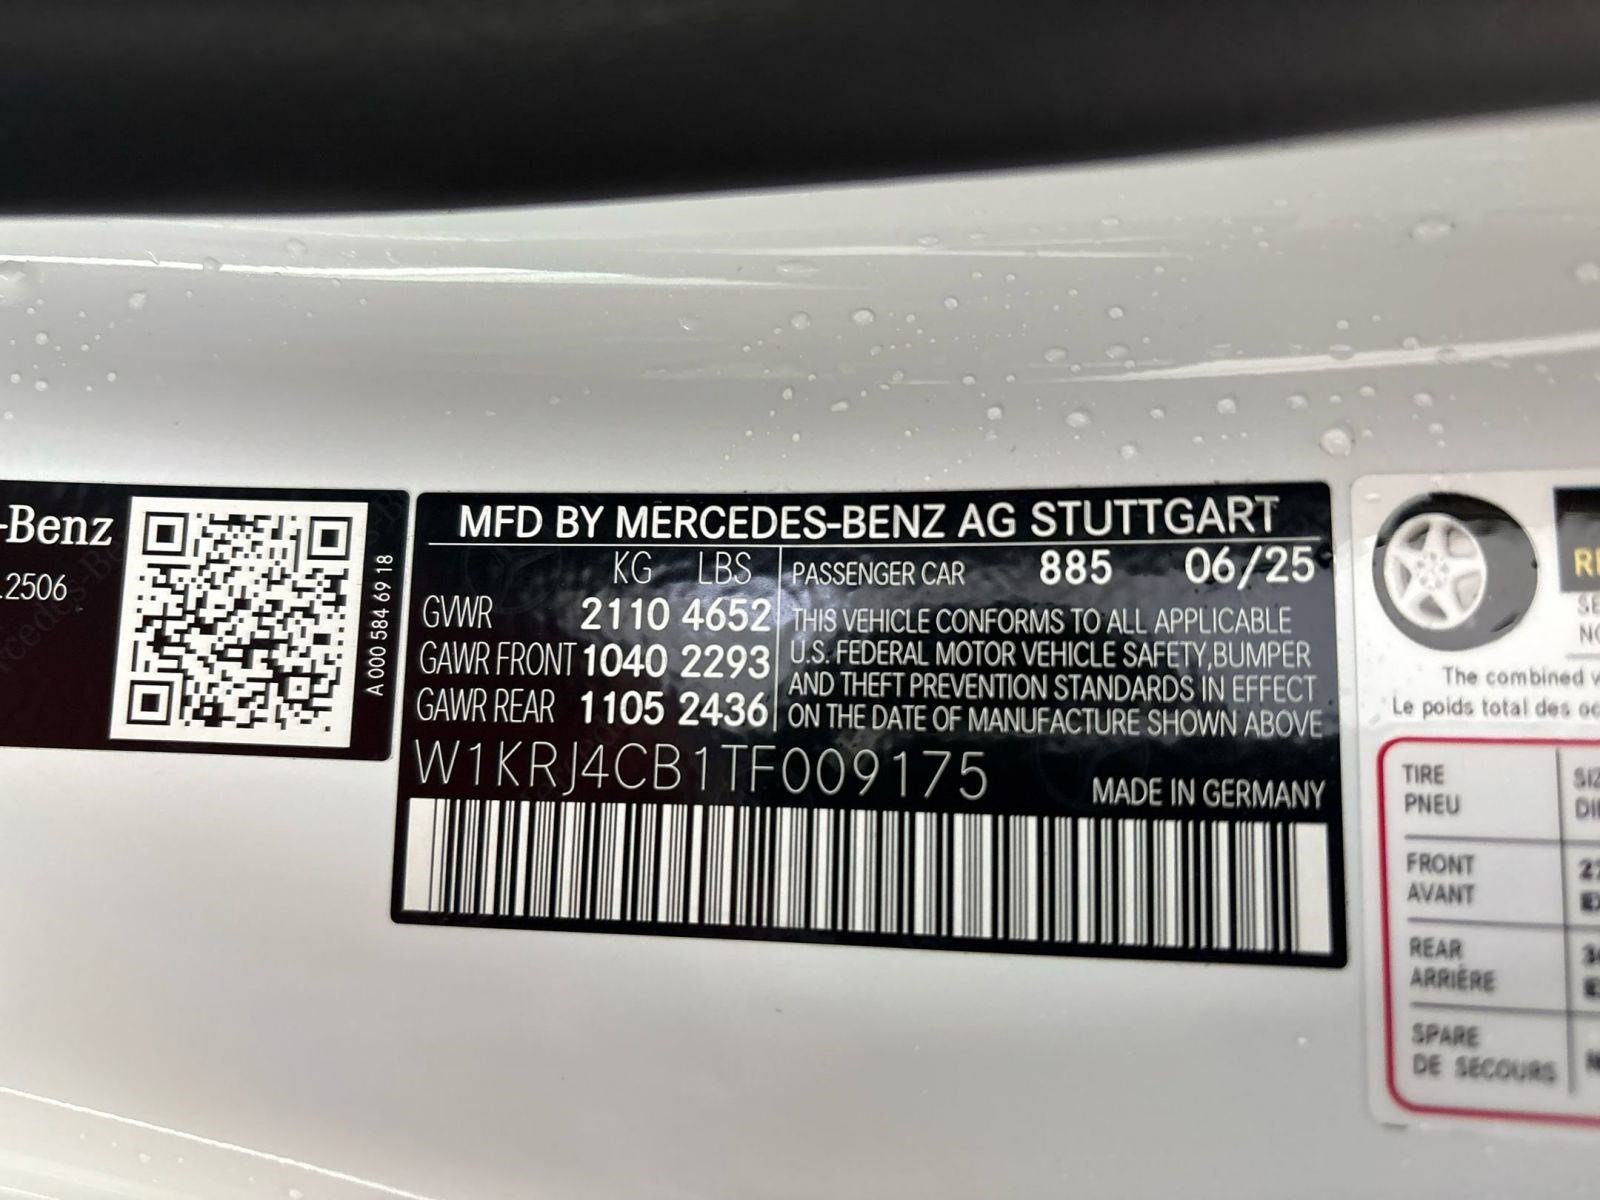 -Benz
.2506
A 000 584 69 18
MFD BY MERCEDES-BENZ AG STUTTGART
KG LBS
GVWR 2110 4652
GAWR FRONT 1040 2293
GAWR REAR 1105 2436
PASSENGER CAR 885 06/25
THIS VEHICLE CONFORMS TO ALL APPLICABLE
U.S. FEDERAL MOTOR VEHICLE SAFETY,BUMPER
AND THEFT PREVENTION STANDARDS IN EFFECT
ON THE DATE OF MANUFACTURE SHOWN ABOVE
W1KRJ4CB1TF009175
MADE IN GERMANY
The combined
Le poids total des
TIRE
PNEU
FRONT
AVANT
REAR
ARRIÈRE
SPARE
DE SECOURS